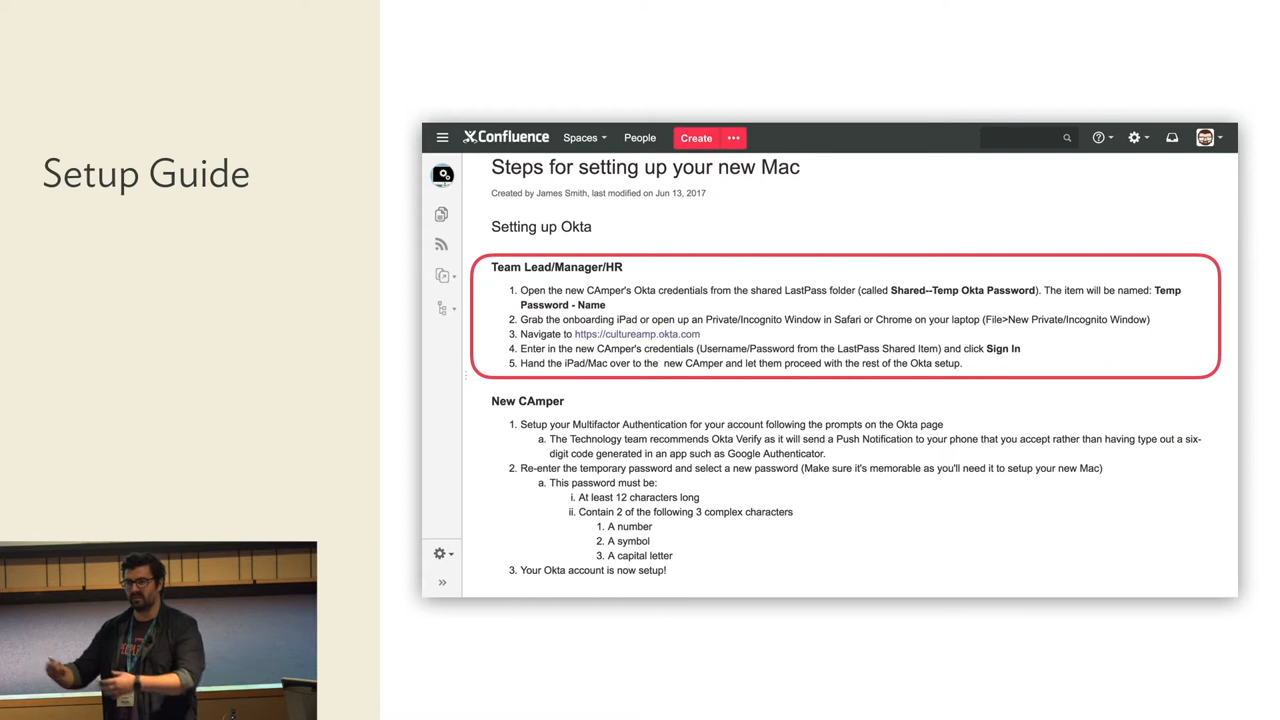 Setup Guide
Confluence
Spaces
People
Create
Steps for setting up your new Mac
Created by James Smith, last modified on Jun 13, 2017
Setting up Okta
Team Lead/Manager/HR
1. Open the new CAmper's Okta credentials from the shared LastPass folder (called Shared--Temp Okta Password). The item will be named: Temp
Password - Name
2. Grab the onboarding iPad or open up an Private/Incognito Window in Safari or Chrome on your laptop (File>New Private/Incognito Window)
3. Navigate to https://cultureamp.okta.com
4. Enter in the new CAmper's credentials (Username/Password from the LastPass Shared Item) and click Sign In
5. Hand the iPad/Mac over to the new CAmper and let them proceed with the rest of the Okta setup.
New CAmper
1. Setup your Multifactor Authentication for your account following the prompts on the Okta page
a. The Technology team recommends Okta Verify as it will send a Push Notification to your phone that you accept rather than having type out a six-
digit code generated in an app such as Google Authenticator.
2. Re-enter the temporary password and select a new password (Make sure it's memorable as you'll need it to setup your new Mac)
a. This password must be:
i. At least 12 characters long
ii. Contain 2 of the following 3 complex characters
1. A number
2. A symbol
3. A capital letter
3. Your Okta account is now setup!